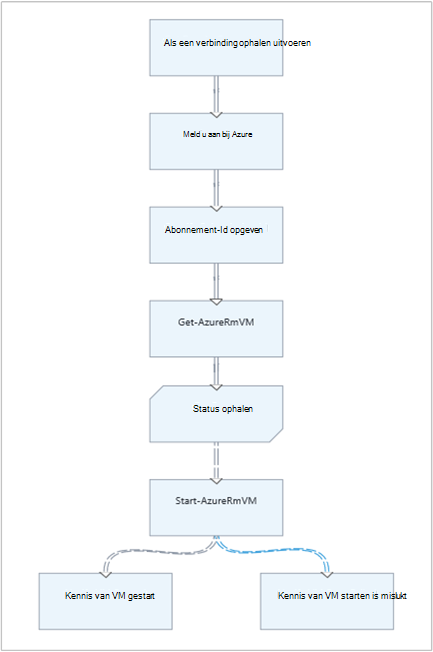 Als een verbinding ophalen uitvoeren
Meld u aan bij Azure
Abonnement-Id opgeven
Get-AzureRmVM
Status ophalen
Start-AzureRmVM
Kennis van VM gestart
Kennis van VM starten is mislukt